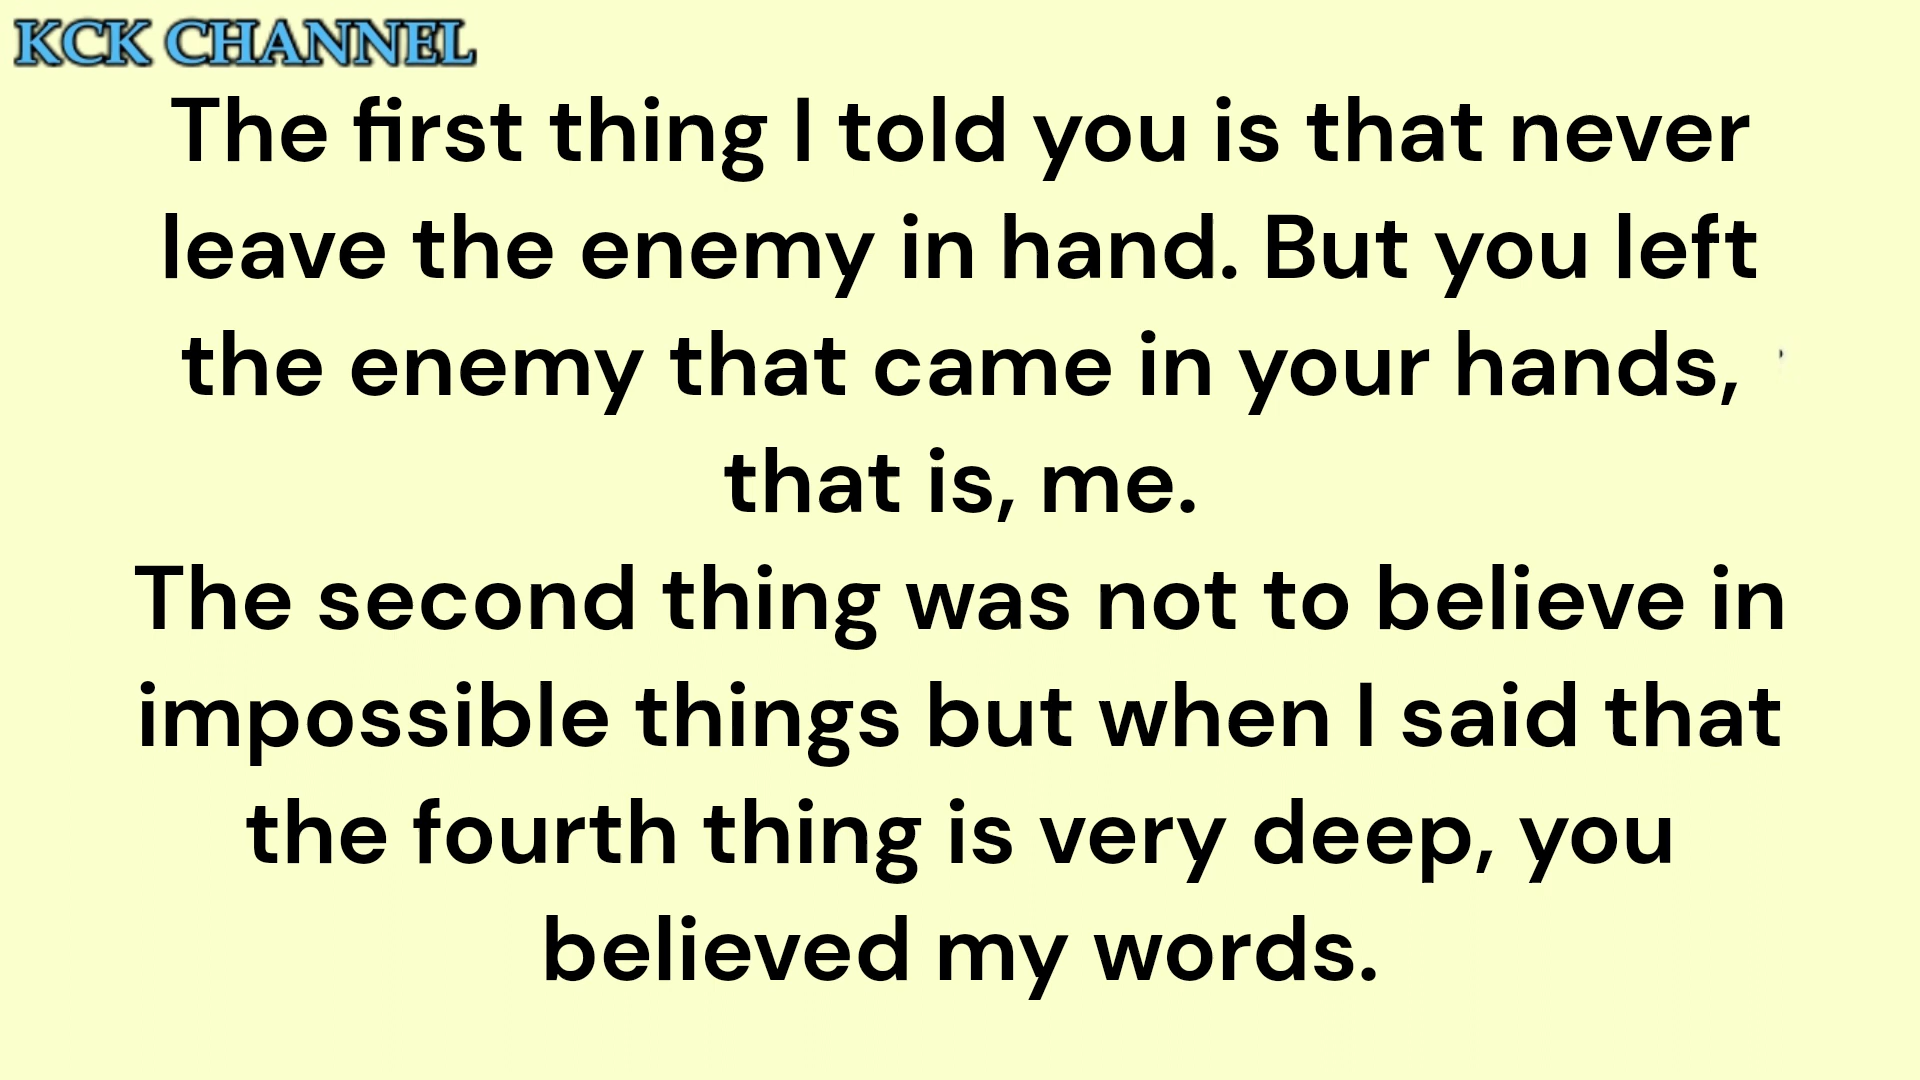 KCK CHANNEL
The first thing I told you is that never
leave the enemy in hand. But you left
the enemy that came in your hands,
that is, me.
The second thing was not to believe in
impossible things but when I said that
the fourth thing is very deep, you
believed my words.